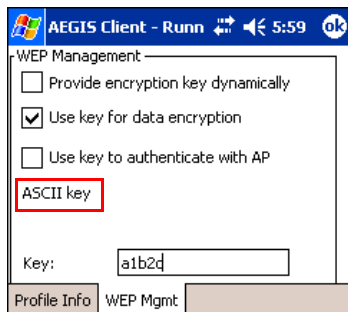 AEGIS Client - Runn 5:59 ok
WEP Management
Provide encryption key dynamically
Use key for data encryption
Use key to authenticate with AP
ASCII key
Key: a1b2c
Profile Info WEP Mgmt